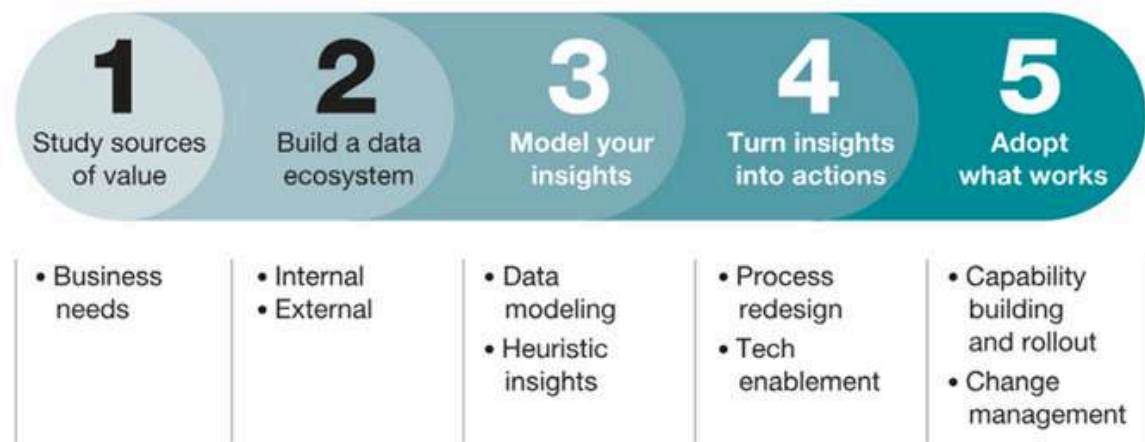 1
Study sources
of value
2
Build a data
ecosystem
3
Model your
insights
4
Turn insights
into actions
5
Adopt
what works
• Business
needs
• Internal
• External
• Data
modeling
• Heuristic
insights
• Process
redesign
• Tech
enablement
• Capability
building
and rollout
• Change
management